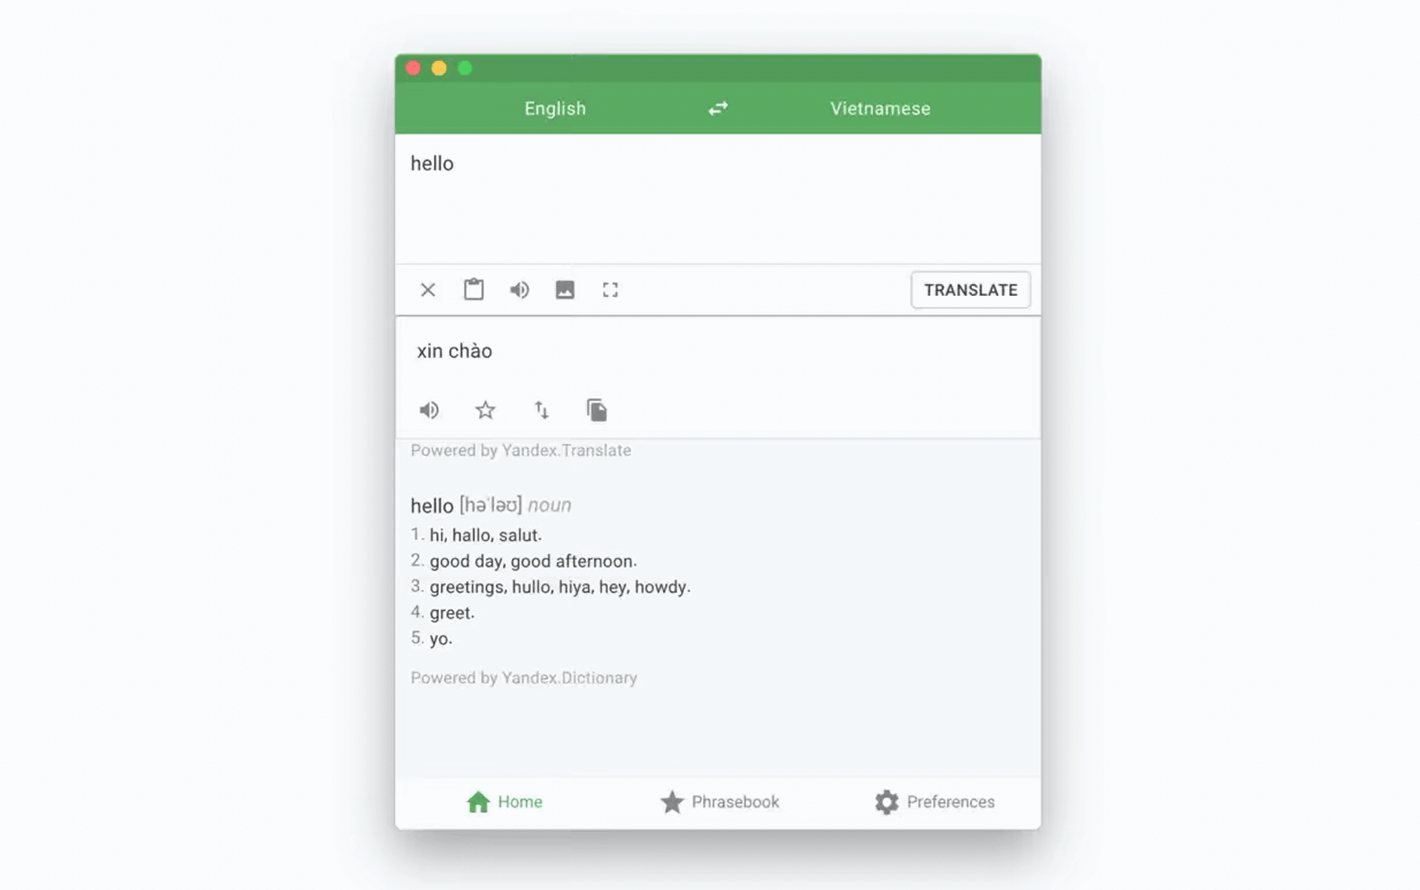 English Vietnamese
hello
TRANSLATE
xin chào
Powered by Yandex.Translate
hello [həˈləʊ] noun
1. hi, hallo, salut.
2. good day, good afternoon.
3. greetings, hullo, hiya, hey, howdy.
4. greet.
5. yo.
Powered by Yandex.Dictionary
Home Phrasebook Preferences